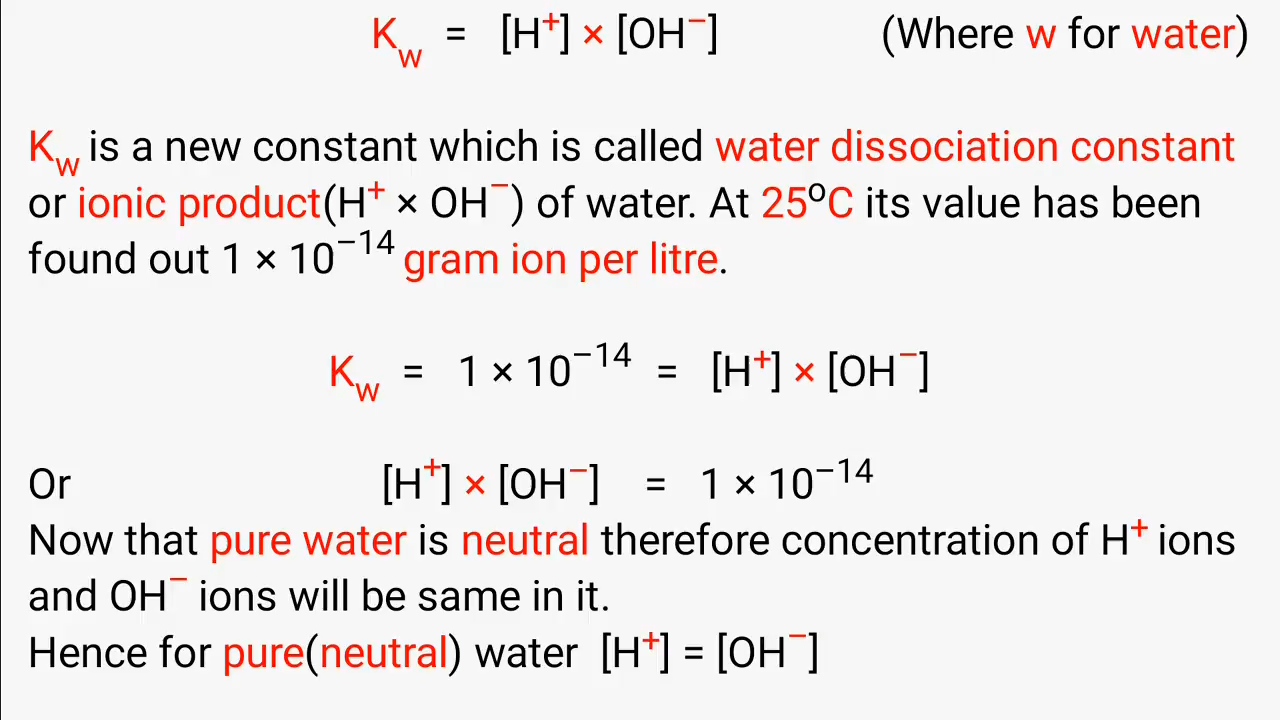 K_w = [H⁺] × [OH⁻] (Where w for water)
K_w is a new constant which is called water dissociation constant
or ionic product(H⁺ × OH⁻) of water. At 25ºC its value has been
found out 1 × 10⁻¹⁴ gram ion per litre.
K_w = 1 × 10⁻¹⁴ = [H⁺] × [OH⁻]
Or [H⁺] × [OH⁻] = 1 × 10⁻¹⁴
Now that pure water is neutral therefore concentration of H⁺ ions
and OH⁻ ions will be same in it.
Hence for pure(neutral) water [H⁺] = [OH⁻]